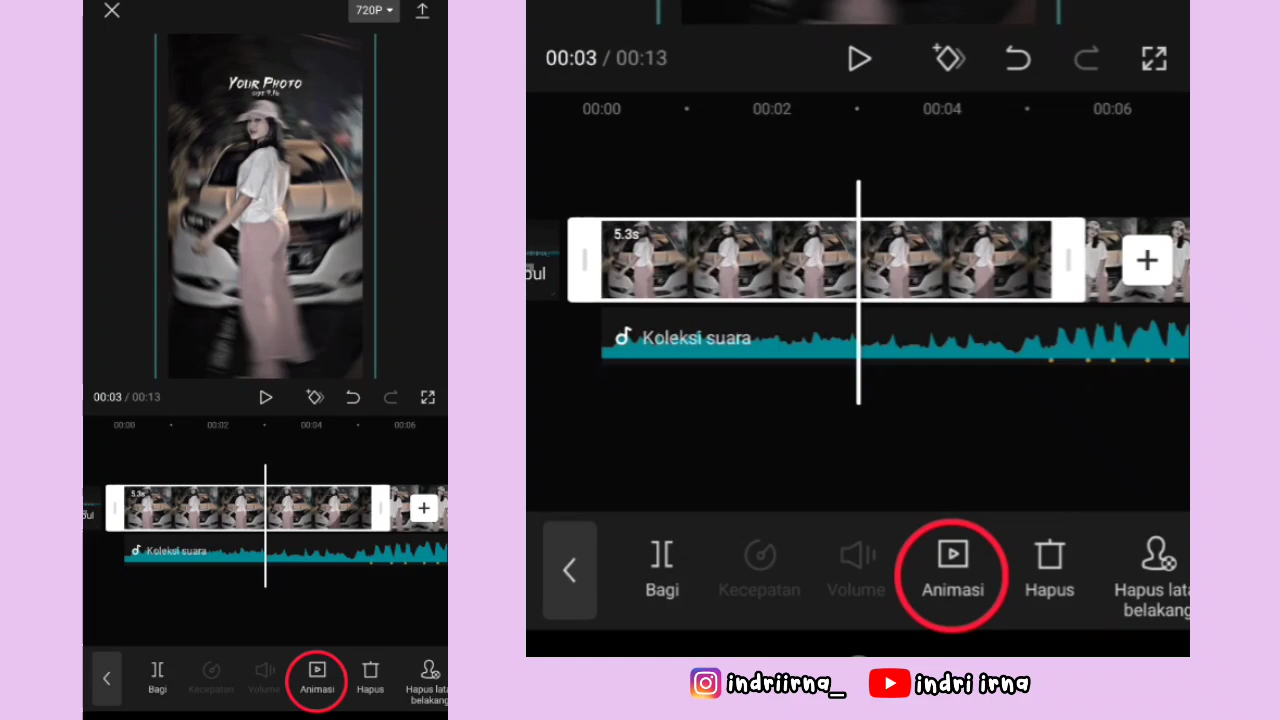 720P
YOUR PHOTO
00:03 / 00:13
00:00 00:02 00:04 00:06
5.3s
Koleksi suara
Bagi
Kecepatan
Volume
Animasi
Hapus
Hapus lata
belakang
00:03 / 00:13
00:00 00:02 00:04 00:06
5.3s
Koleksi suara
Bagi
Kecepatan
Volume
Animasi
Hapus
Hapus lata
belakang
indriirna_
indri irna